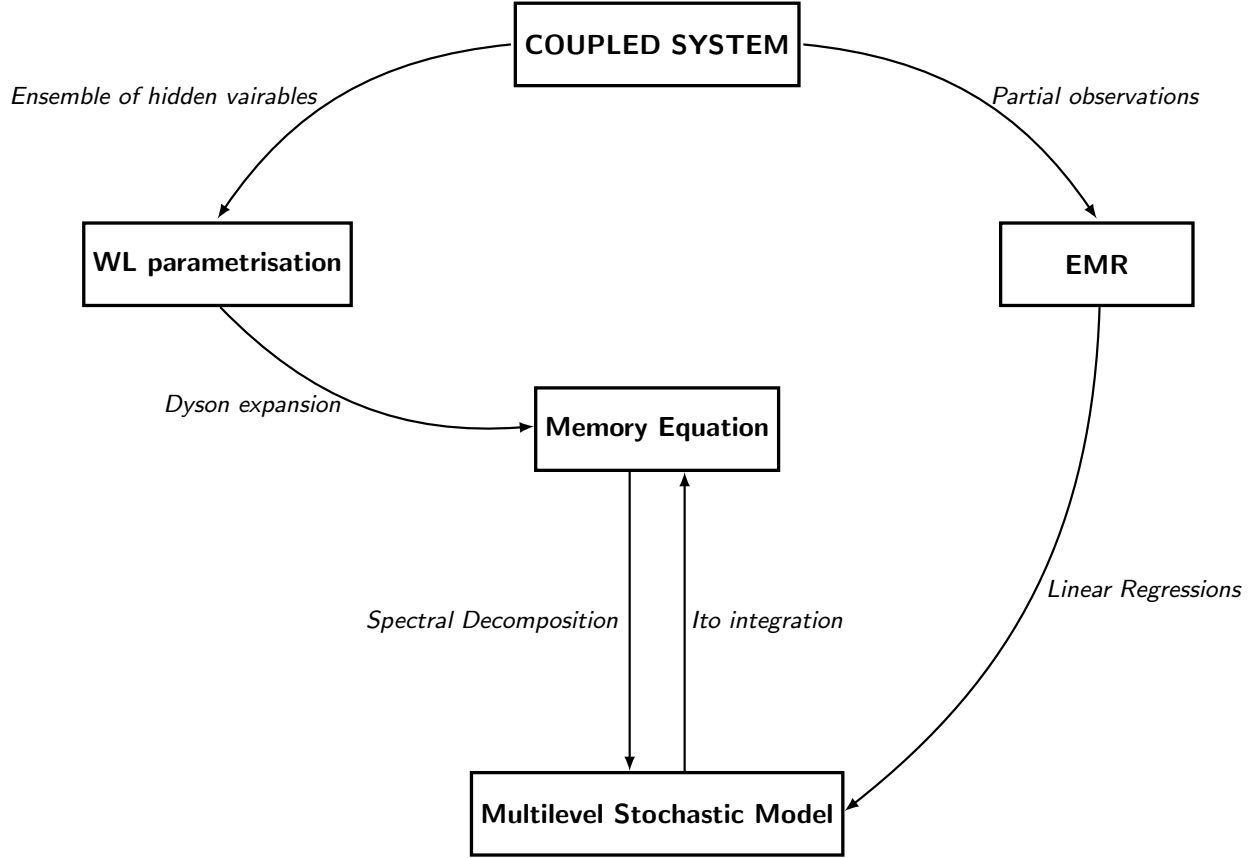 COUPLED SYSTEM
Ensemble of hidden vairables
Partial observations
WL parametrisation
EMR
Dyson expansion
Memory Equation
Linear Regressions
Spectral Decomposition
Ito integration
Multilevel Stochastic Model